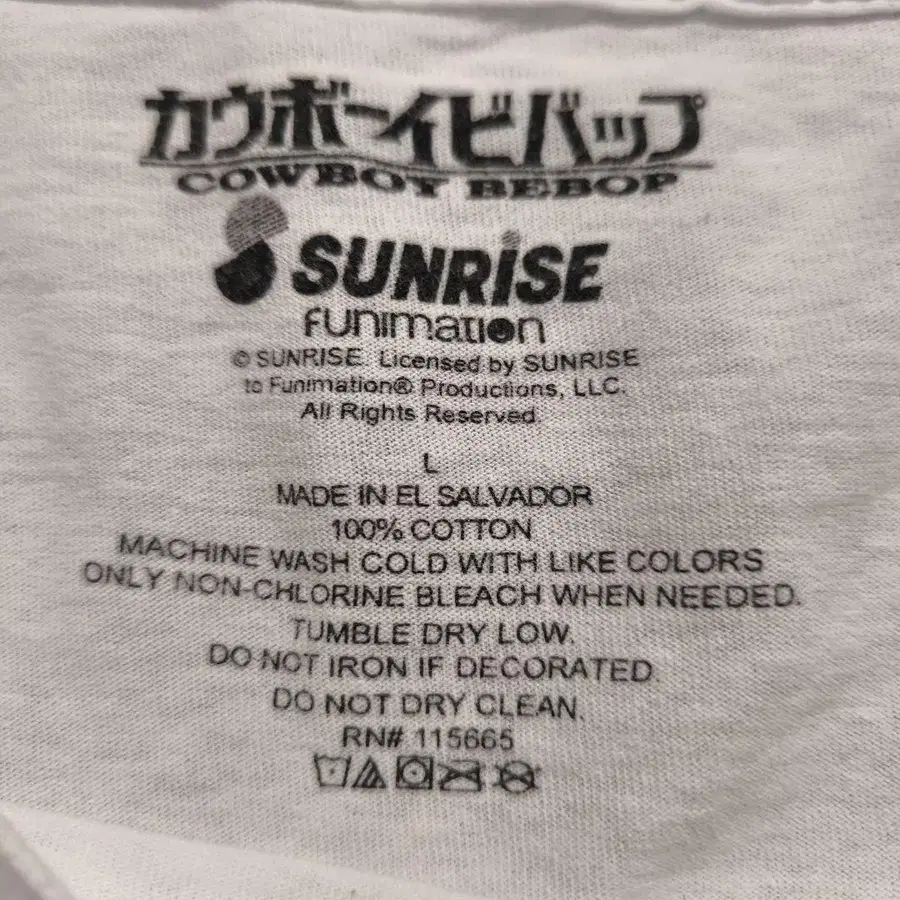 カウボーイビバップ
COWBOY BEBOP
SUNRISE
FUNIMATION
© SUNRISE Licensed by SUNRISE
to Funimation® Productions, LLC.
All Rights Reserved.
L
MADE IN EL SALVADOR
100% COTTON
MACHINE WASH COLD WITH LIKE COLORS
ONLY NON-CHLORINE BLEACH WHEN NEEDED.
TUMBLE DRY LOW.
DO NOT IRON IF DECORATED.
DO NOT DRY CLEAN.
RN# 115665